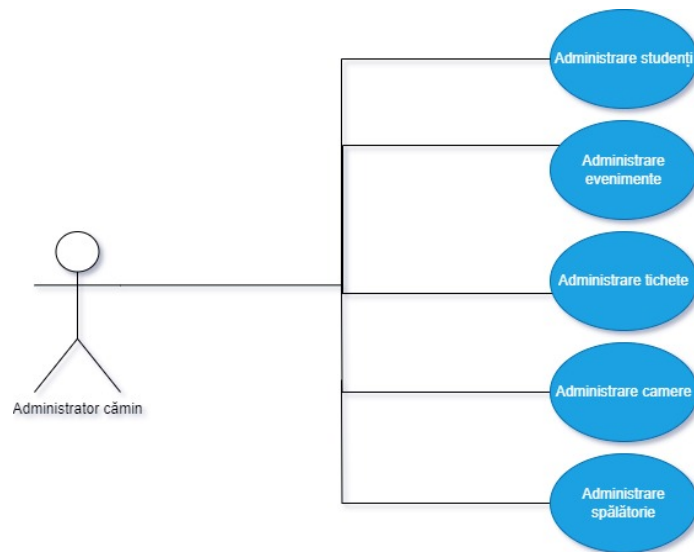 Administrare studenți
Administrare
evenimente
Administrare tichete
Administrator cămin
Administrare camere
Administrare
spălătorie